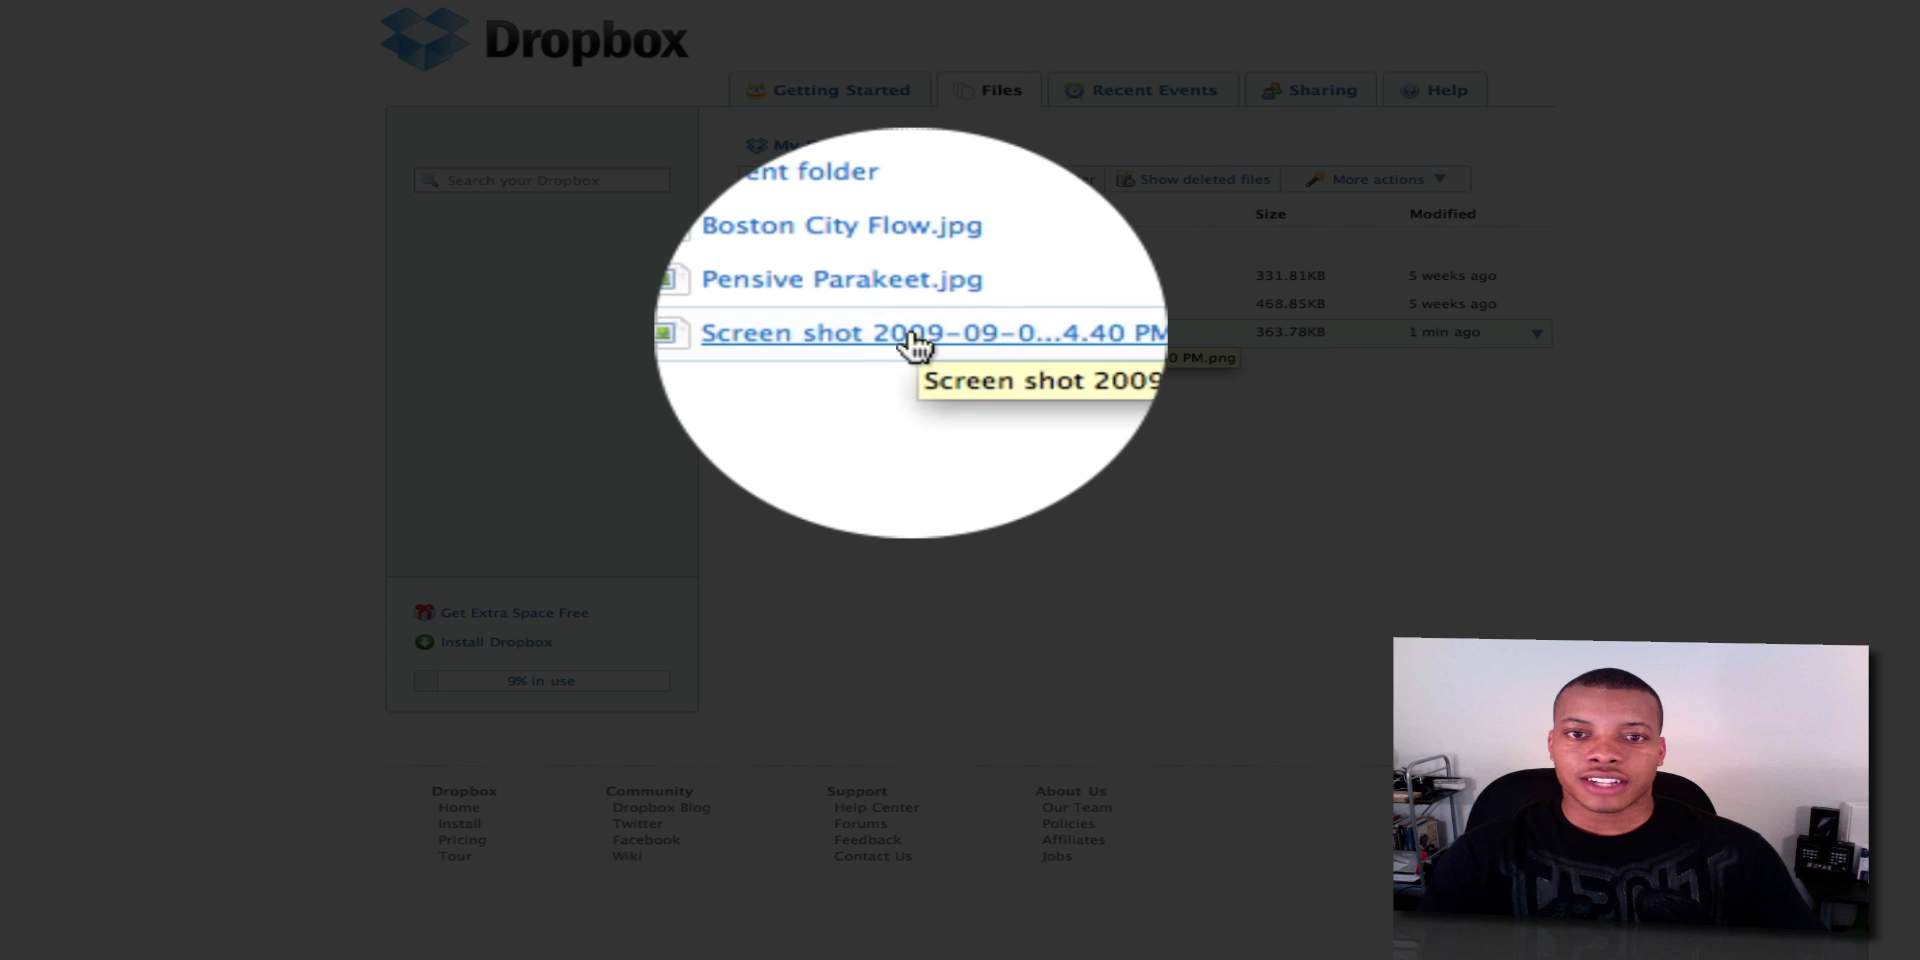 Dropbox
Getting Started
Files
Recent Events
Sharing
Help
Search your Dropbox
Show deleted files
More actions
Size
Modified
folder
Boston City Flow.jpg
331.81KB
5 weeks ago
Pensive Parakeet.jpg
468.85KB
5 weeks ago
Screen shot 2009-09-0...4.40 PM
363.78KB
1 min ago
Screen shot 2009
0 PM.png
Get Extra Space Free
Install Dropbox
9% in use
Dropbox
Home
Install
Pricing
Tour
Community
Dropbox Blog
Twitter
Facebook
Wiki
Support
Help Center
Forums
Feedback
Contact Us
About Us
Our Team
Policies
Affiliates
Jobs